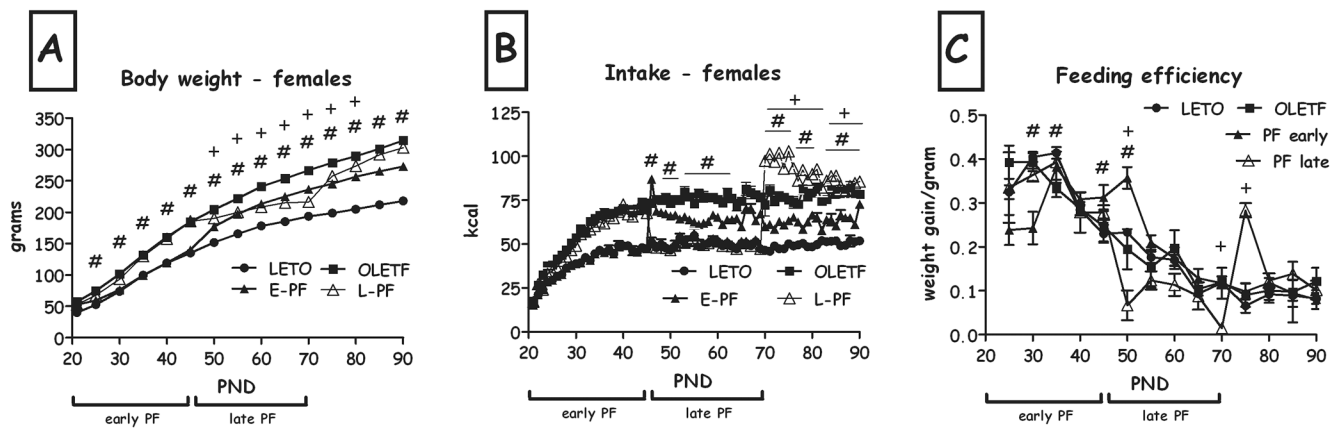 A
Body weight - females
grams
350
300
250
200
150
100
50
0
+ + + + + + +
# # # # # # # # # # # # # #
LETO OLETF
E-PF L-PF
20 30 40 50 60 70 80 90
PND
early PF late PF
B
Intake - females
kcal
125
100
75
50
25
0
+ +
# # # # # #
LETO OLETF
E-PF L-PF
20 30 40 50 60 70 80 90
PND
early PF late PF
C
Feeding efficiency
weight gain/gram
0.5
0.4
0.3
0.2
0.1
0.0
LETO OLETF
PF early
PF late
# # # + # + +
20 30 40 50 60 70 80 90
PND
early PF late PF